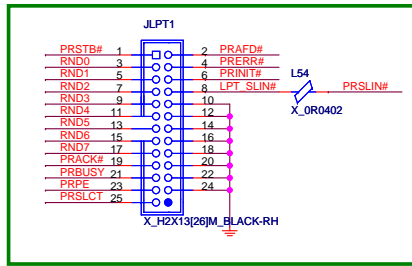 JLPT1
PRSTB# 1 2 PRAFD#
RND0 3 4 PRERR#
RND1 5 6 PRINIT#
RND2 7 8 LPT_SLIN# L54 PRSLIN#
RND3 9 10 X_0R0402
RND4 11 12
RND5 13 14
RND6 15 16
RND7 17 18
PRACK# 19 20
PRBUSY 21 22
PRPE 23 24
PRSLCT 25
X_H2X13[26]M_BLACK-RH